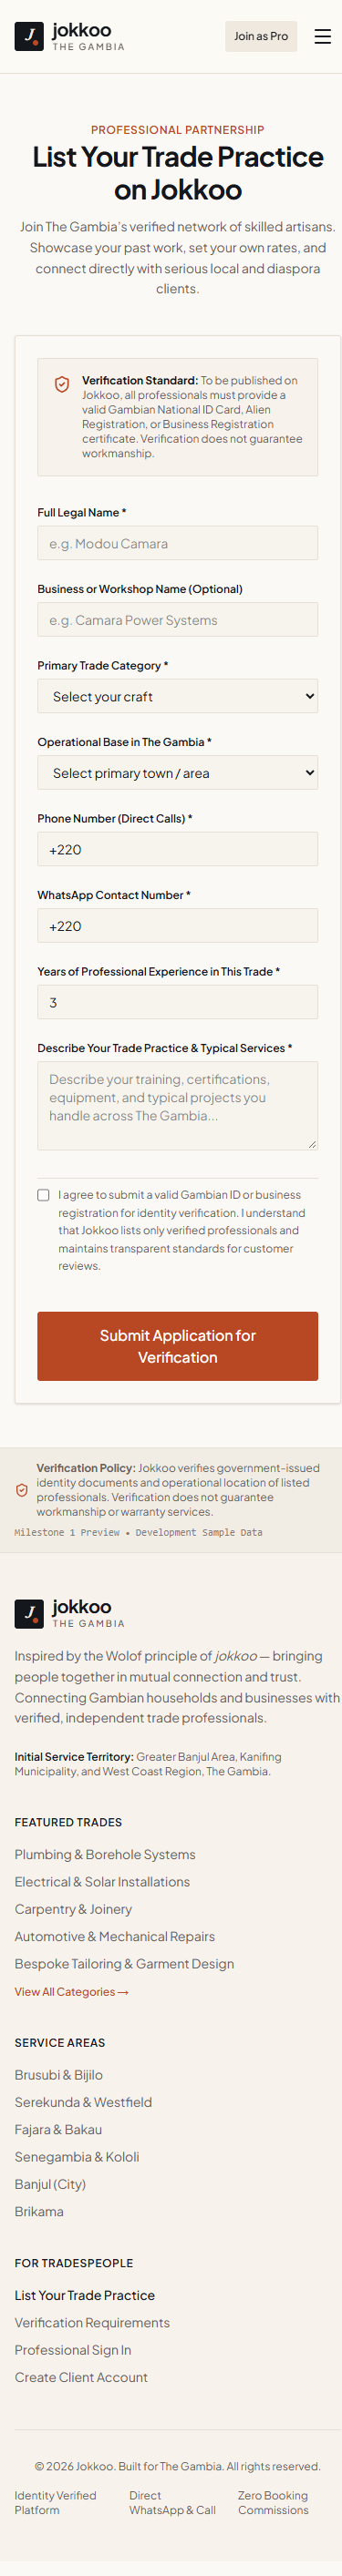 J jokkoo
THE GAMBIA
Join as Pro
PROFESSIONAL PARTNERSHIP
List Your Trade Practice
on Jokkoo
Join The Gambia's verified network of skilled artisans.
Showcase your past work, set your own rates, and
connect directly with serious local and diaspora
clients.
Verification Standard: To be published on
Jokkoo, all professionals must provide a
valid Gambian National ID Card, Alien
Registration, or Business Registration
certificate. Verification does not guarantee
workmanship.
Full Legal Name *
e.g. Modou Camara
Business or Workshop Name (Optional)
e.g. Camara Power Systems
Primary Trade Category *
Select your craft
Operational Base in The Gambia *
Select primary town / area
Phone Number (Direct Calls) *
+220
WhatsApp Contact Number *
+220
Years of Professional Experience in This Trade *
3
Describe Your Trade Practice & Typical Services *
Describe your training, certifications,
equipment, and typical projects you
handle across The Gambia...
I agree to submit a valid Gambian ID or business
registration for identity verification. I understand
that Jokkoo lists only verified professionals and
maintains transparent standards for customer
reviews.
Submit Application for
Verification
Verification Policy: Jokkoo verifies government-issued
identity documents and operational location of listed
professionals. Verification does not guarantee
workmanship or warranty services.
Milestone 1 Preview • Development Sample Data
J jokkoo
THE GAMBIA
Inspired by the Wolof principle of jokkoo — bringing
people together in mutual connection and trust.
Connecting Gambian households and businesses with
verified, independent trade professionals.
Initial Service Territory: Greater Banjul Area, Kanifing
Municipality, and West Coast Region, The Gambia.
FEATURED TRADES
Plumbing & Borehole Systems
Electrical & Solar Installations
Carpentry & Joinery
Automotive & Mechanical Repairs
Bespoke Tailoring & Garment Design
View All Categories →
SERVICE AREAS
Brusubi & Bijilo
Serekunda & Westfield
Fajara & Bakau
Senegambia & Kololi
Banjul (City)
Brikama
FOR TRADESPEOPLE
List Your Trade Practice
Verification Requirements
Professional Sign In
Create Client Account
© 2026 Jokkoo. Built for The Gambia. All rights reserved.
Identity Verified
Platform
Direct
WhatsApp & Call
Zero Booking
Commissions